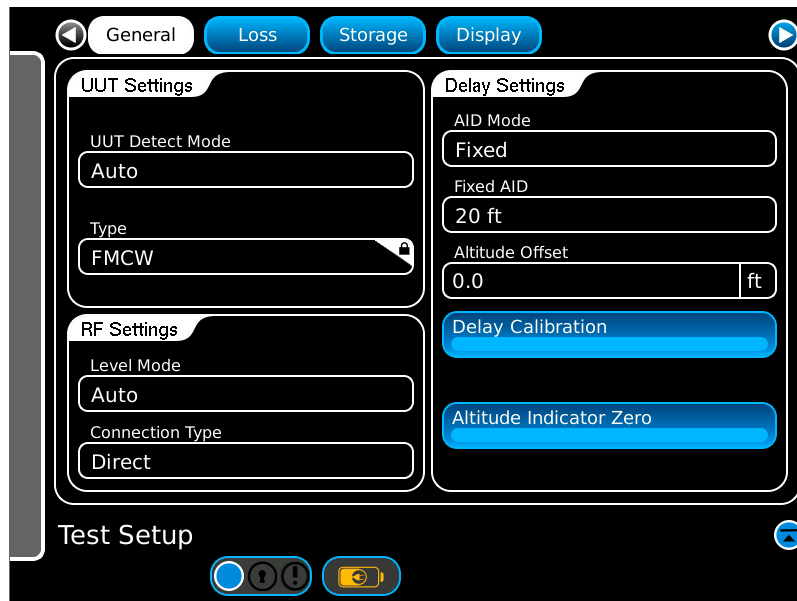 General
Loss
Storage
Display
UUT Settings
UUT Detect Mode
Auto
Type
FMCW
RF Settings
Level Mode
Auto
Connection Type
Direct
Delay Settings
AID Mode
Fixed
Fixed AID
20 ft
Altitude Offset
0.0 ft
Delay Calibration
Altitude Indicator Zero
Test Setup